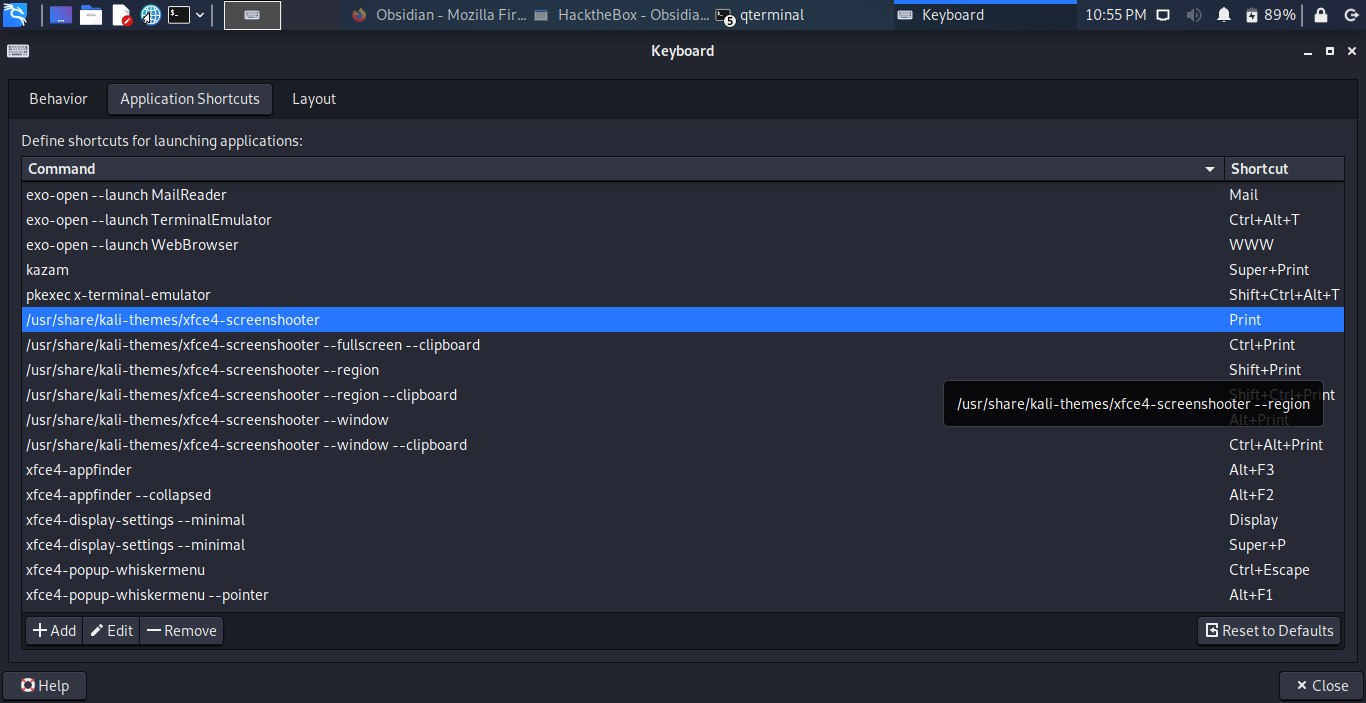 Obsidian - Mozilla Fir... HacktheBox - Obsidia... 5 qterminal Keyboard 10:55 PM 89%
Keyboard
Behavior Application Shortcuts Layout
Define shortcuts for launching applications:
Command Shortcut
exo-open --launch MailReader Mail
exo-open --launch TerminalEmulator Ctrl+Alt+T
exo-open --launch WebBrowser WWW
kazam Super+Print
pkexec x-terminal-emulator Shift+Ctrl+Alt+T
/usr/share/kali-themes/xfce4-screenshooter Print
/usr/share/kali-themes/xfce4-screenshooter --fullscreen --clipboard Ctrl+Print
/usr/share/kali-themes/xfce4-screenshooter --region Shift+Print
/usr/share/kali-themes/xfce4-screenshooter --region --clipboard Shift+Ctrl+Print
/usr/share/kali-themes/xfce4-screenshooter --region
/usr/share/kali-themes/xfce4-screenshooter --window Alt+Print
/usr/share/kali-themes/xfce4-screenshooter --window --clipboard Ctrl+Alt+Print
xfce4-appfinder Alt+F3
xfce4-appfinder --collapsed Alt+F2
xfce4-display-settings --minimal Display
xfce4-display-settings --minimal Super+P
xfce4-popup-whiskermenu Ctrl+Escape
xfce4-popup-whiskermenu --pointer Alt+F1
Add Edit Remove Reset to Defaults
Help Close